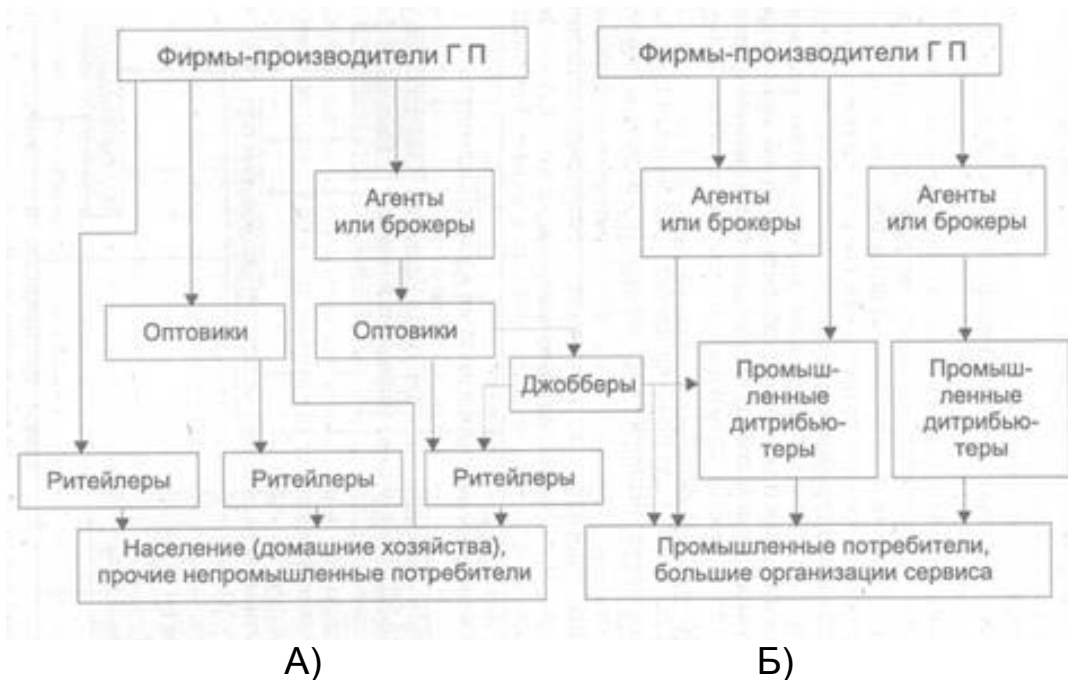 Фирмы-производители Г П
Агенты
или брокеры
Оптовики
Оптовики
Джобберы
Ритейлеры
Ритейлеры
Ритейлеры
Население (домашние хозяйства),
прочие непромышленные потребители
А)
Фирмы-производители Г П
Агенты
или брокеры
Агенты
или брокеры
Промыш-
ленные
дитрибью-
теры
Промыш-
ленные
дитрибью-
теры
Промышленные потребители,
большие организации сервиса
Б)